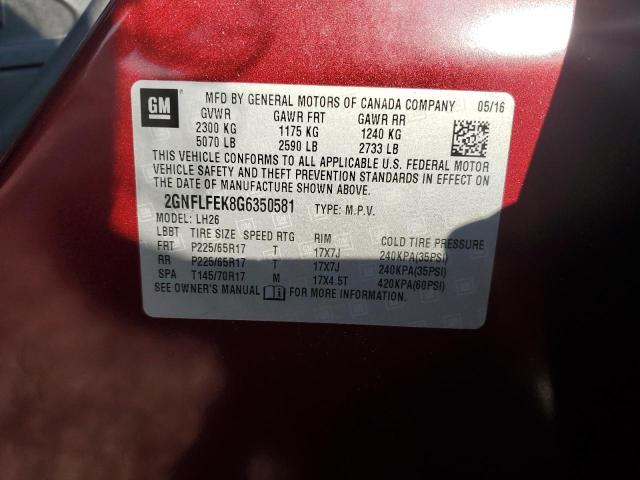 GM MFD BY GENERAL MOTORS OF CANADA COMPANY 05/16
GVWR GAWR FRT GAWR RR
2300 KG 1175 KG 1240 KG
5070 LB 2590 LB 2733 LB
THIS VEHICLE CONFORMS TO ALL APPLICABLE U.S. FEDERAL MOTOR
VEHICLE SAFETY AND THEFT PREVENTION STANDARDS IN EFFECT ON
THE DATE OF MANUFACTURE SHOWN ABOVE.
2GNFLFEK8G6350581 TYPE: M.P.V.
MODEL: LH26
LBBT TIRE SIZE SPEED RTG RIM COLD TIRE PRESSURE
FRT P225/65R17 T 17X7J 240KPA(35PSI)
RR P225/65R17 T 17X7J 240KPA(35PSI)
SPA T145/70R17 M 17X4.5T 420KPA(60PSI)
SEE OWNER'S MANUAL FOR MORE INFORMATION.